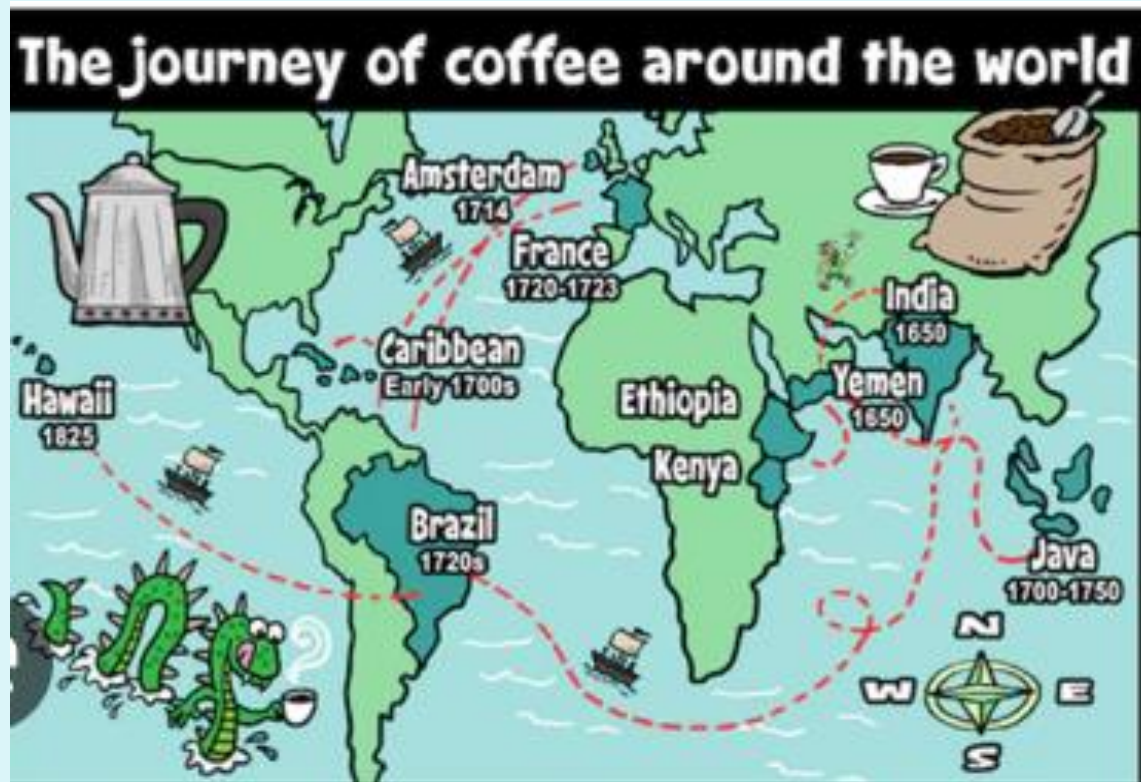 The journey of coffee around the world
Amsterdam
1714
France
1720-1723
India
1650
Caribbean
Early 1700s
Yemen
1650
Hawaii
1825
Ethiopia
Kenya
Brazil
1720s
Java
1700-1750
N
W
E
S